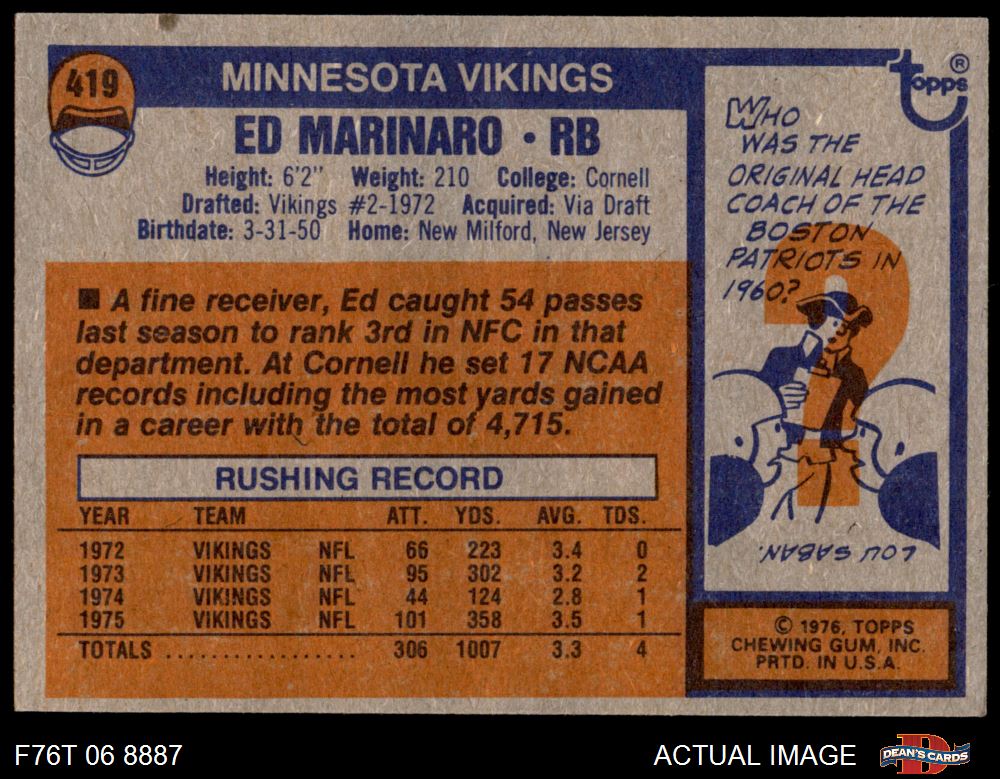 419
MINNESOTA VIKINGS
ED MARINARO • RB
Height: 6'2" Weight: 210 College: Cornell
Drafted: Vikings #2-1972 Acquired: Via Draft
Birthdate: 3-31-50 Home: New Milford, New Jersey
■ A fine receiver, Ed caught 54 passes
last season to rank 3rd in NFC in that
department. At Cornell he set 17 NCAA
records including the most yards gained
in a career with the total of 4,715.
RUSHING RECORD
YEAR TEAM ATT. YDS. AVG. TDS.
1972 VIKINGS NFL 66 223 3.4 0
1973 VIKINGS NFL 95 302 3.2 2
1974 VIKINGS NFL 44 124 2.8 1
1975 VIKINGS NFL 101 358 3.5 1
TOTALS .................. 306 1007 3.3 4
topps ®
WHO
WAS THE
ORIGINAL HEAD
COACH OF THE
BOSTON
PATRIOTS IN
1960?
LOU SABAN.
© 1976, TOPPS
CHEWING GUM, INC.
PRTD. IN U.S.A.
F76T 06 8887
ACTUAL IMAGE
DEAN'S CARDS